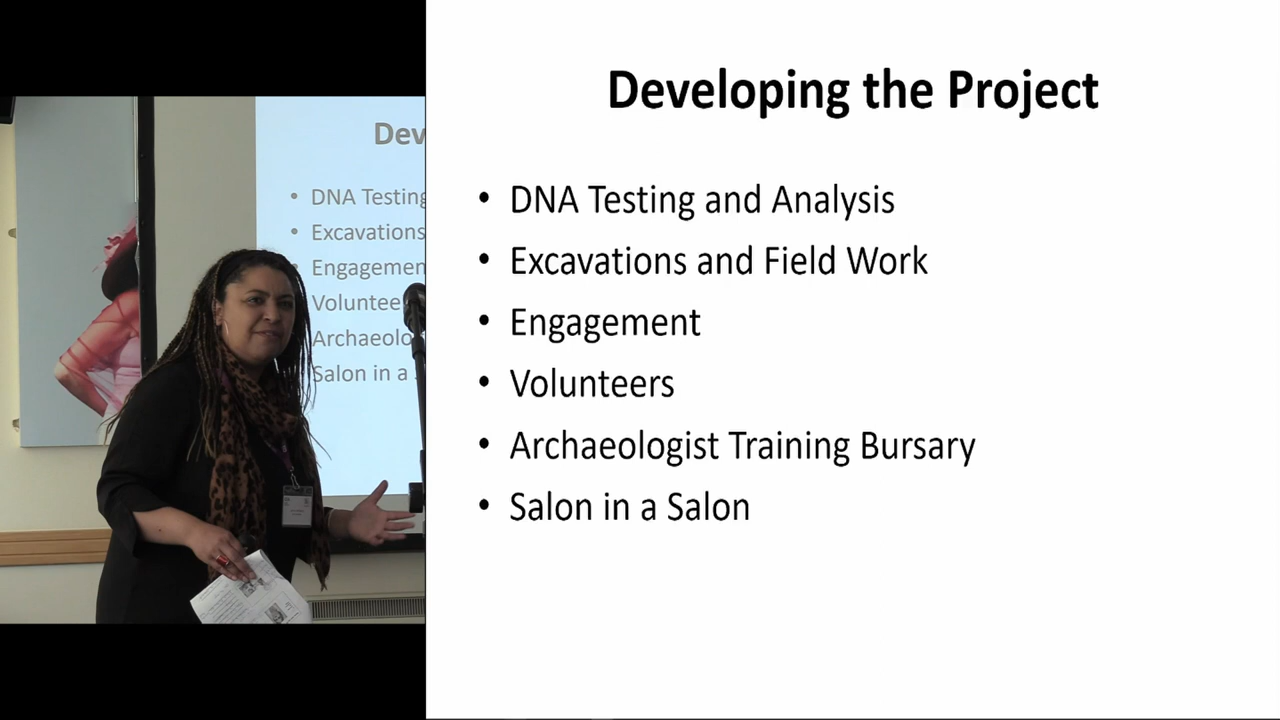 Developing the Project
• DNA Testing and Analysis
• Excavations and Field Work
• Engagement
• Volunteers
• Archaeologist Training Bursary
• Salon in a Salon
Dev
• DNA Testing
• Excavations
Engagemen
Voluntee
Archaeolo
Salon in a